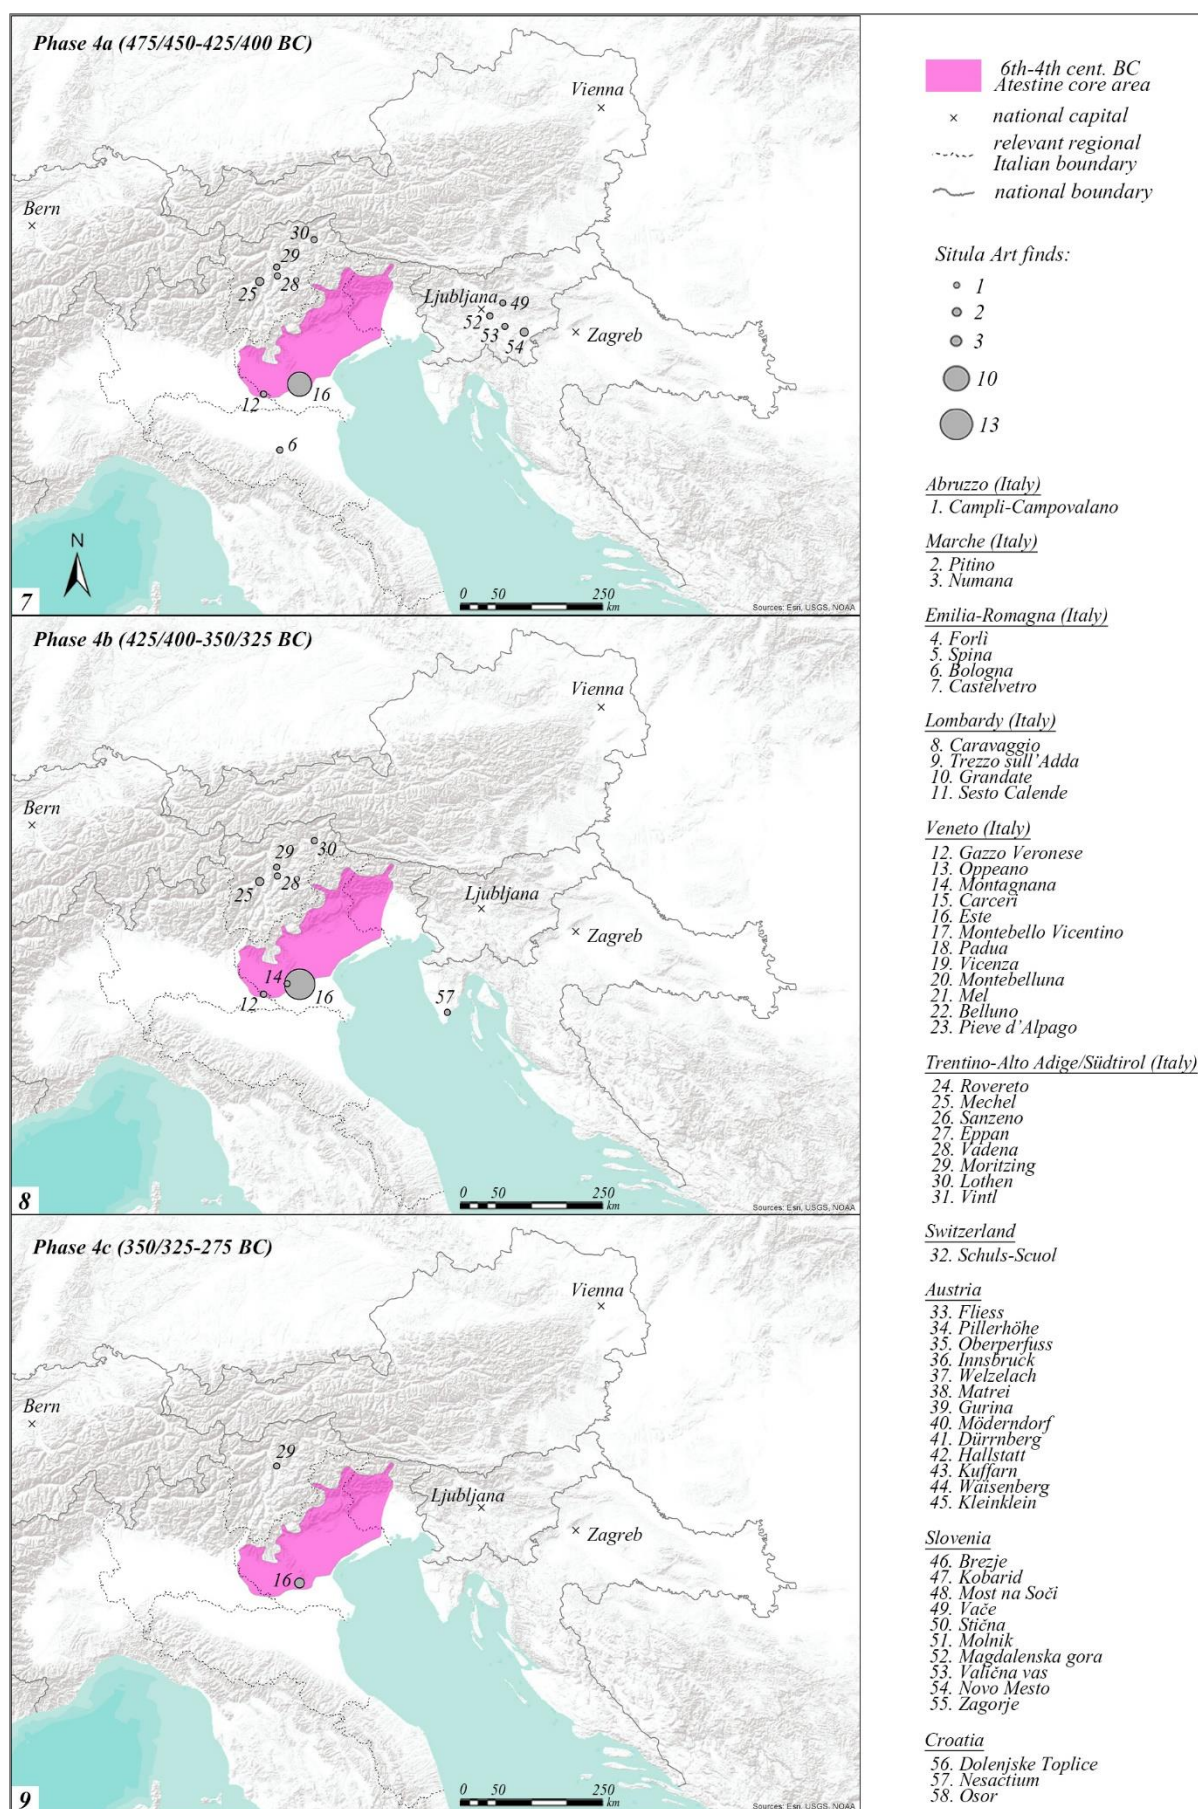 Phase 4a (475/450-425/400 BC)
Vienna
Bern
30
29
28
25
Ljubljana
49
52
53
54
Zagreb
12
16
6
N
7
0 50 250
km
Sources: Esri, USGS, NOAA
Phase 4b (425/400-350/325 BC)
Vienna
Bern
30
29
28
25
Ljubljana
Zagreb
14
12
16
57
8
0 50 250
km
Sources: Esri, USGS, NOAA
Phase 4c (350/325-275 BC)
Vienna
Bern
29
Ljubljana
Zagreb
16
9
0 50 250
km
Sources: Esri, USGS, NOAA
6th-4th cent. BC
Atestine core area
national capital
relevant regional
Italian boundary
national boundary
Situla Art finds:
1
2
3
10
13
Abruzzo (Italy)
1. Campli-Campovalano
Marche (Italy)
2. Pitino
3. Numana
Emilia-Romagna (Italy)
4. Forlì
5. Spina
6. Bologna
7. Castelvetro
Lombardy (Italy)
8. Caravaggio
9. Trezzo sull'Adda
10. Grandate
11. Sesto Calende
Veneto (Italy)
12. Gazzo Veronese
13. Oppeano
14. Montagnana
15. Carceri
16. Este
17. Montebello Vicentino
18. Padua
19. Vicenza
20. Montebelluna
21. Mel
22. Belluno
23. Pieve d'Alpago
Trentino-Alto Adige/Südtirol (Italy)
24. Rovereto
25. Mechel
26. Sanzeno
27. Eppan
28. Vadena
29. Moritzing
30. Lothen
31. Vintl
Switzerland
32. Schuls-Scuol
Austria
33. Fliess
34. Pillerhöhe
35. Oberperfuss
36. Innsbruck
37. Welzelach
38. Matrei
39. Gurina
40. Möderndorf
41. Dürrnberg
42. Hallstatt
43. Kuffarn
44. Waisenberg
45. Kleinklein
Slovenia
46. Brezje
47. Kobarid
48. Most na Soči
49. Vače
50. Stična
51. Molnik
52. Magdalenska gora
53. Valična vas
54. Novo Mesto
55. Zagorje
Croatia
56. Dolenjske Toplice
57. Nesactium
58. Osor